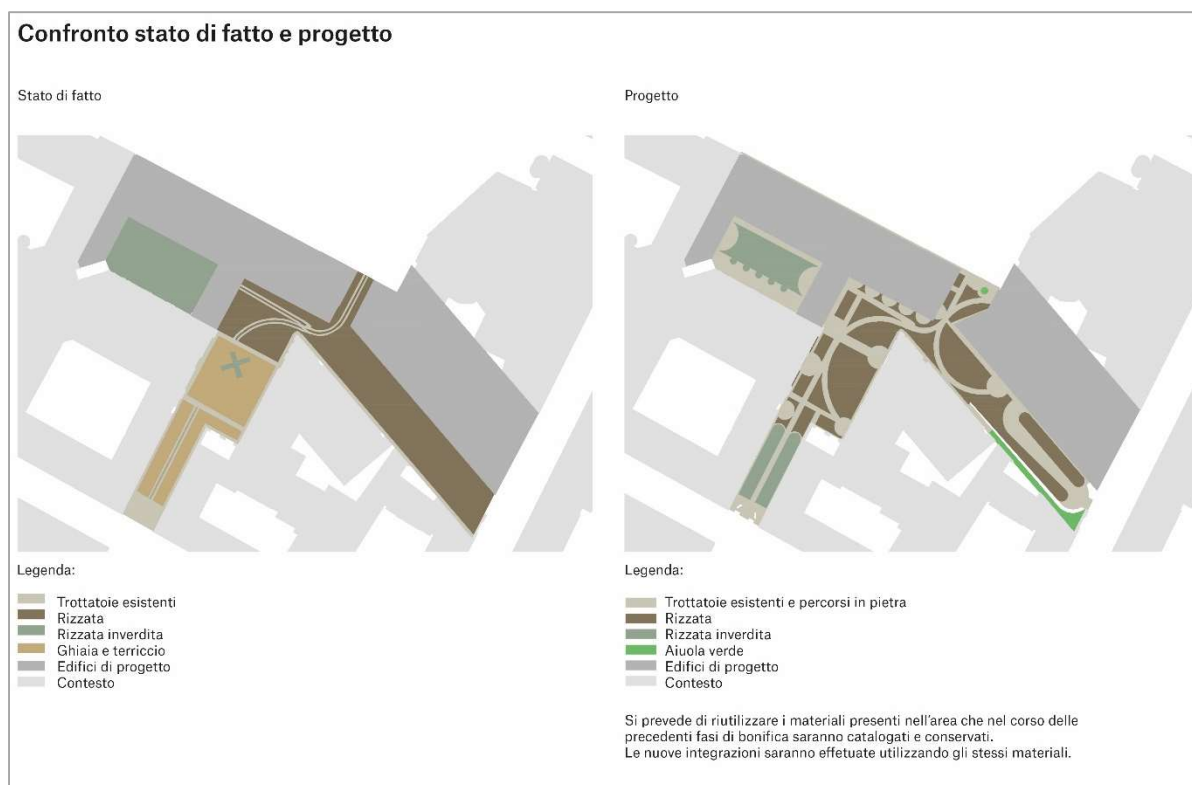 Confronto stato di fatto e progetto
Stato di fatto
Legenda:
Trottatoie esistenti
Rizzata
Rizzata inverdita
Ghiaia e terriccio
Edifici di progetto
Contesto
Progetto
Legenda:
Trottatoie esistenti e percorsi in pietra
Rizzata
Rizzata inverdita
Aiuola verde
Edifici di progetto
Contesto
Si prevede di riutilizzare i materiali presenti nell'area che nel corso delle
precedenti fasi di bonifica saranno catalogati e conservati.
Le nuove integrazioni saranno effetuate utilizzando gli stessi materiali.